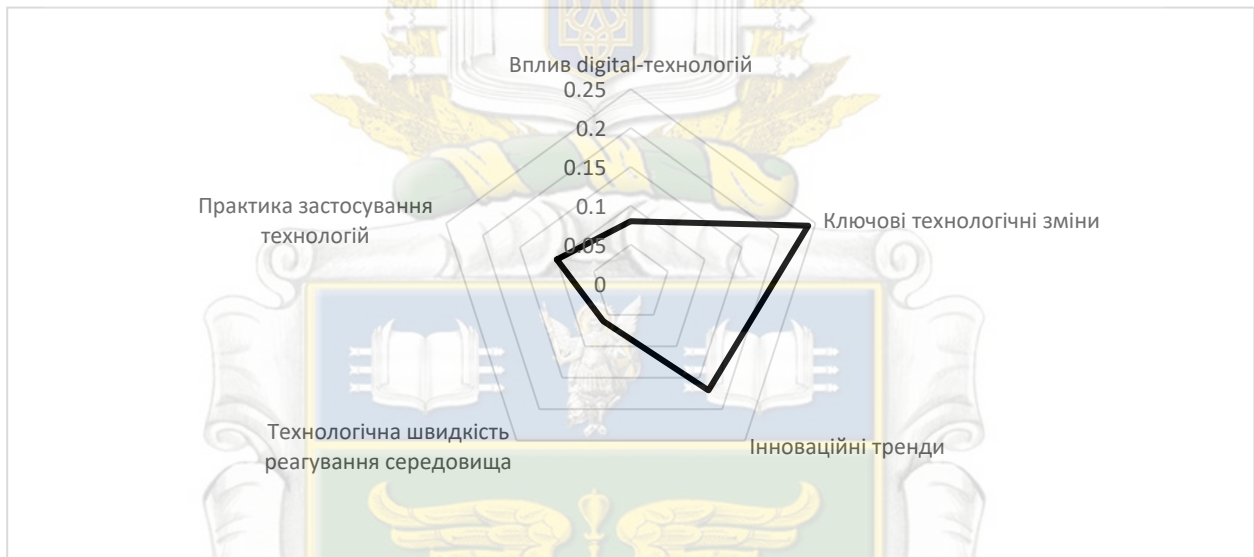 Вплив digital-технологій
0.25
0.2
0.15
0.1
0.05
0
Ключові технологічні зміни
Практика застосування
технологій
Технологічна швидкість
реагування середовища
Інноваційні тренди